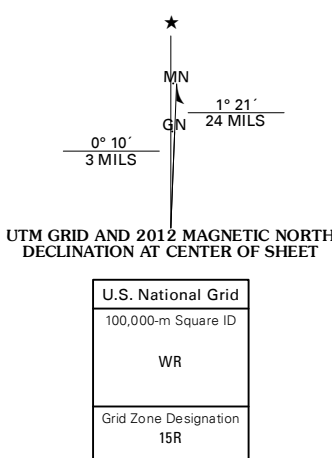 ★
MN
1° 21´
24 MILS
GN
0° 10´
3 MILS
UTM GRID AND 2012 MAGNETIC NORTH
DECLINATION AT CENTER OF SHEET
U.S. National Grid
100,000-m Square ID
WR
Grid Zone Designation
15R